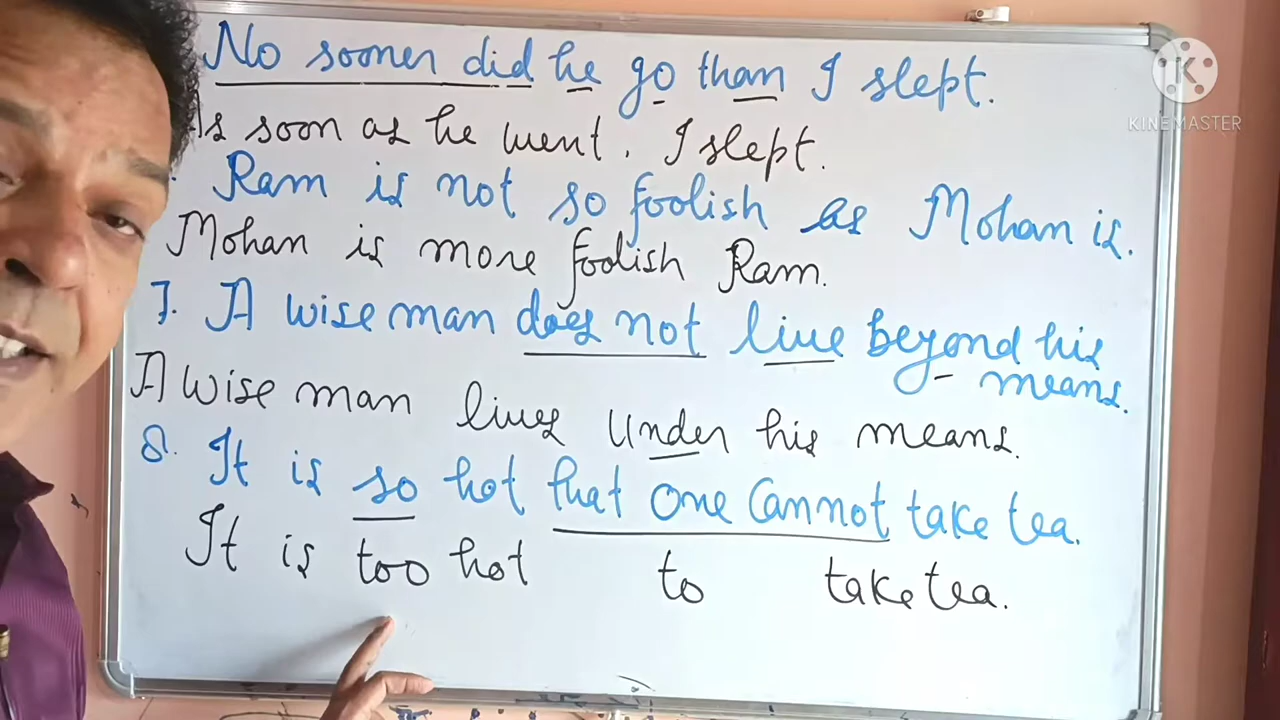 No sooner did he go than I slept.
As soon as he went. I slept.
Ram is not so foolish as Mohan is.
Mohan is more foolish Ram.
7. A wise man does not live beyond his
means.
A wise man lives under his means.
8. It is so hot that one cannot take tea.
It is too hot to take tea.
KINEMASTER